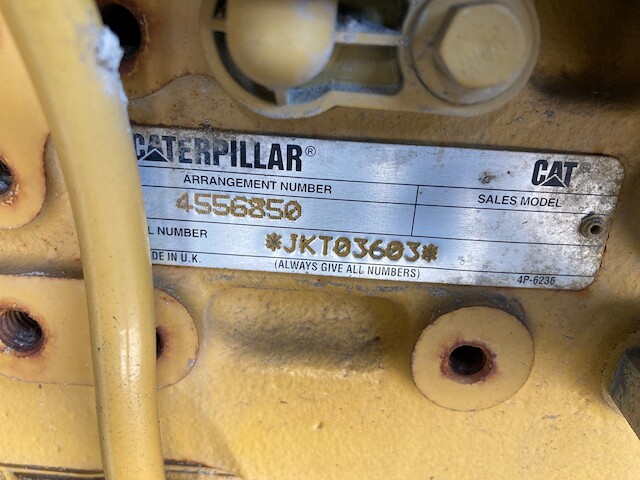 CATERPILLAR®
CAT®
ARRANGEMENT NUMBER
SALES MODEL
4556850
L NUMBER
*JKT03603*
DE IN U.K.
(ALWAYS GIVE ALL NUMBERS)
4P-6236